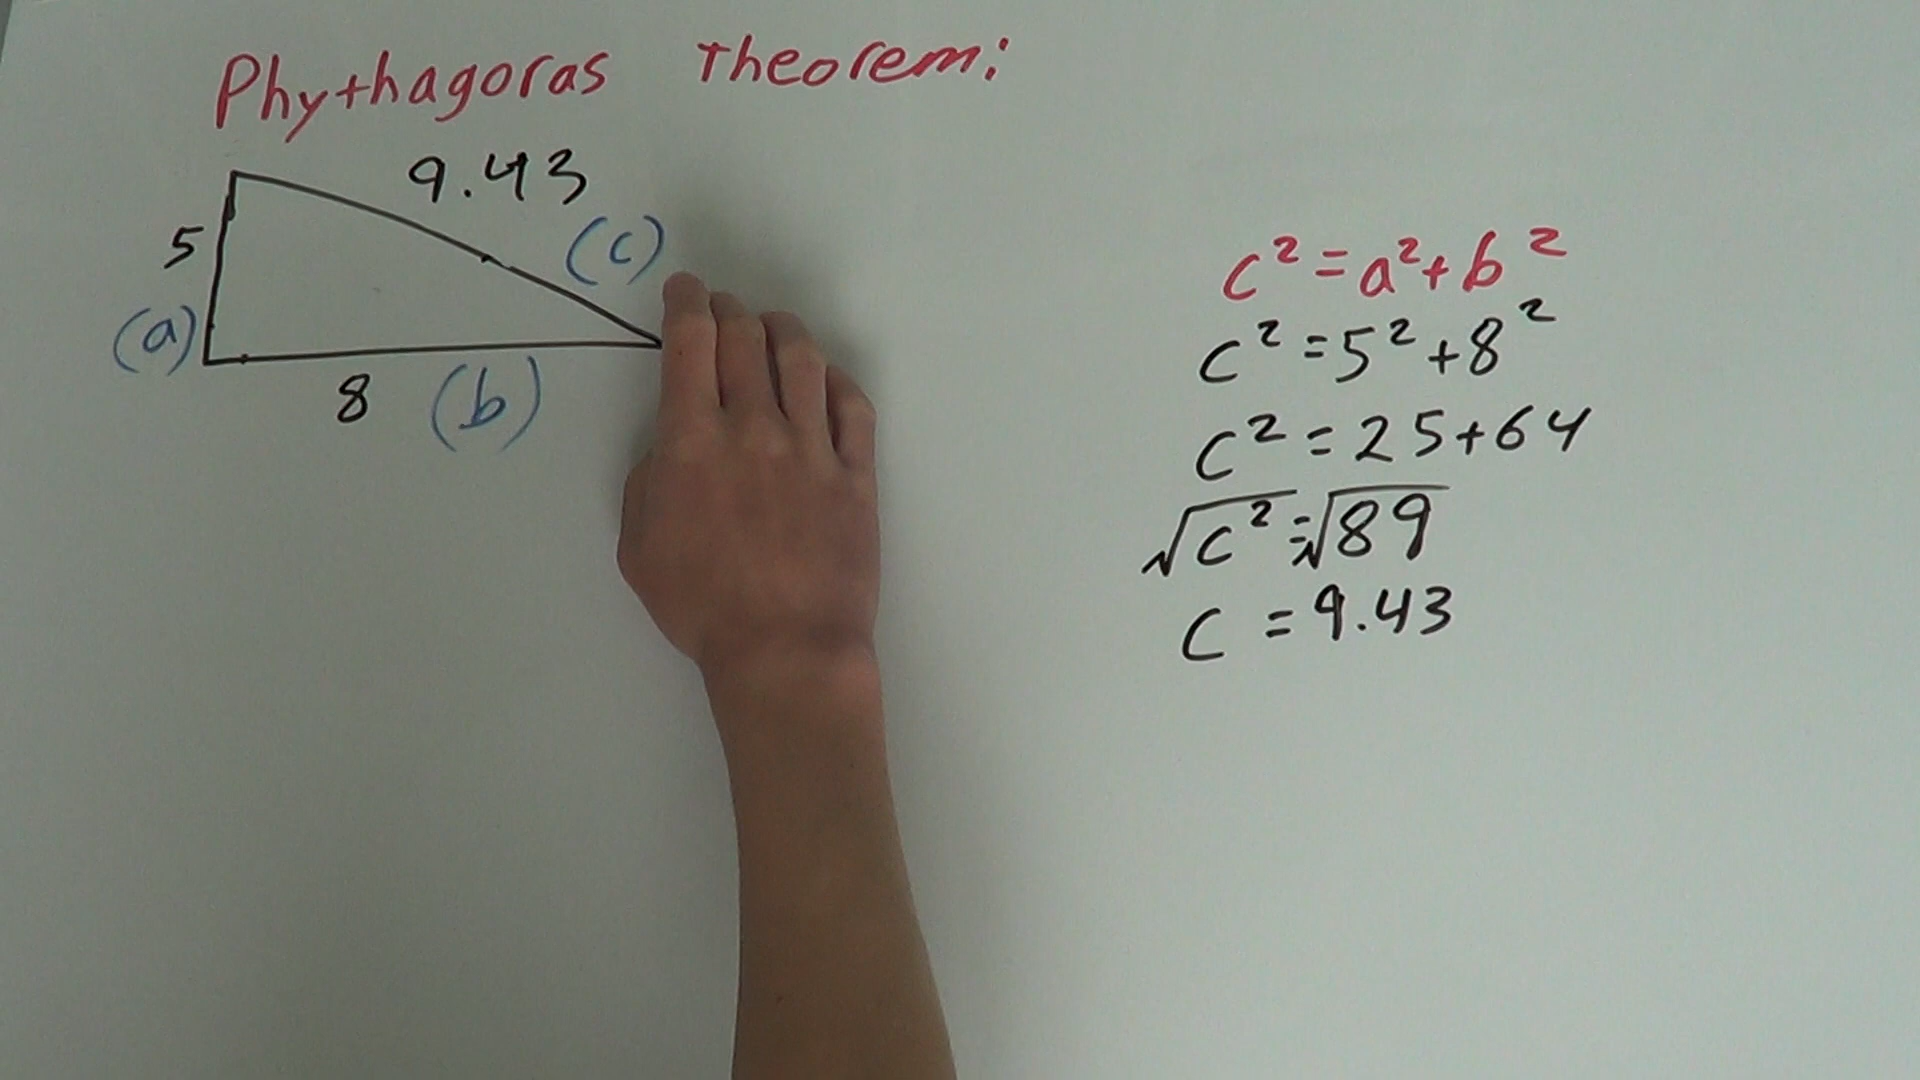 Phythagoras Theorem:
9.43
5
(c)
(a)
8 (b)
c² = a² + b²
c² = 5² + 8²
c² = 25 + 64
√c² = √89
c = 9.43